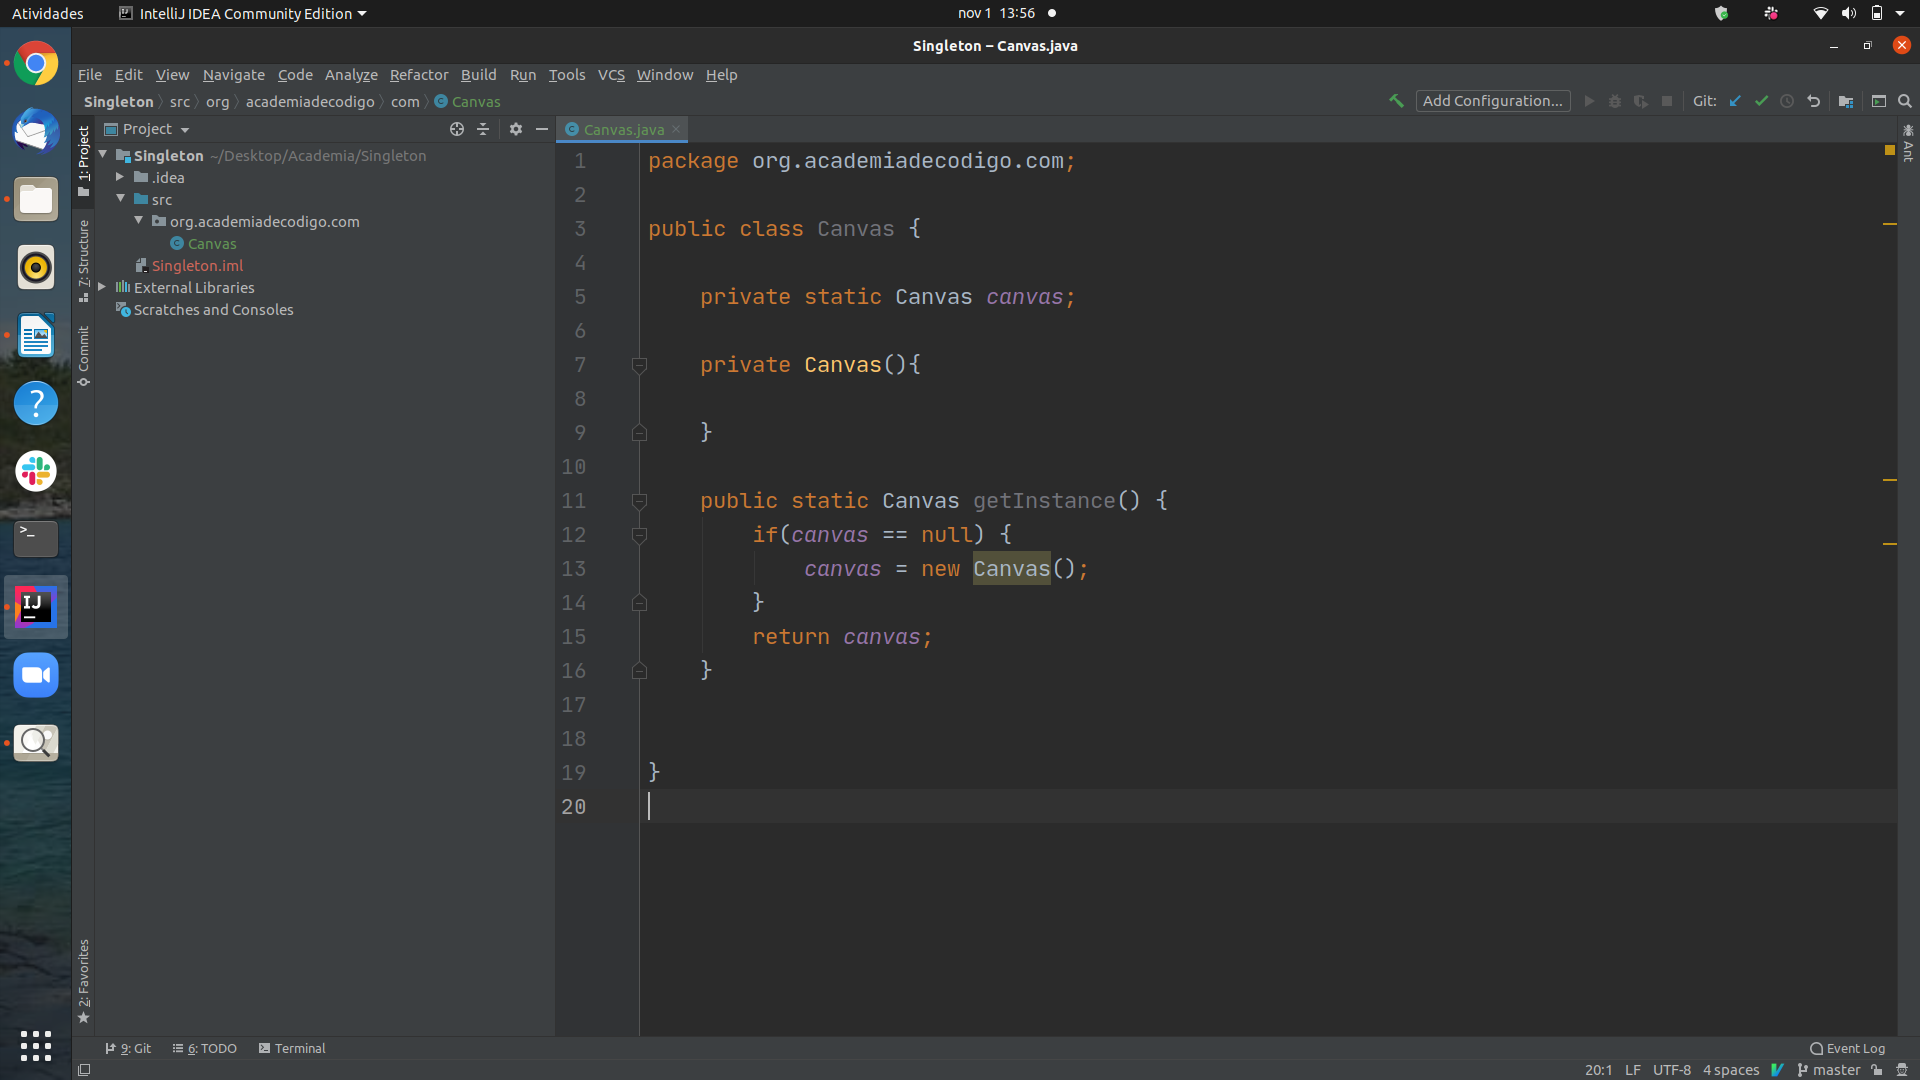 Atividades IntelliJ IDEA Community Edition nov 1 13:56
Singleton – Canvas.java
File Edit View Navigate Code Analyze Refactor Build Run Tools VCS Window Help
Singleton src org academiadecodigo com Canvas Add Configuration... Git:
Project Canvas.java
1: Project
7: Structure
Commit
2: Favorites
Ant
Singleton ~/Desktop/Academia/Singleton
.idea
src
org.academiadecodigo.com
Canvas
Singleton.iml
External Libraries
Scratches and Consoles
1 package org.academiadecodigo.com;
2
3 public class Canvas {
4
5 private static Canvas canvas;
6
7 private Canvas(){
8
9 }
10
11 public static Canvas getInstance() {
12 if(canvas == null) {
13 canvas = new Canvas();
14 }
15 return canvas;
16 }
17
18
19 }
20
9: Git 6: TODO Terminal Event Log
20:1 LF UTF-8 4 spaces master